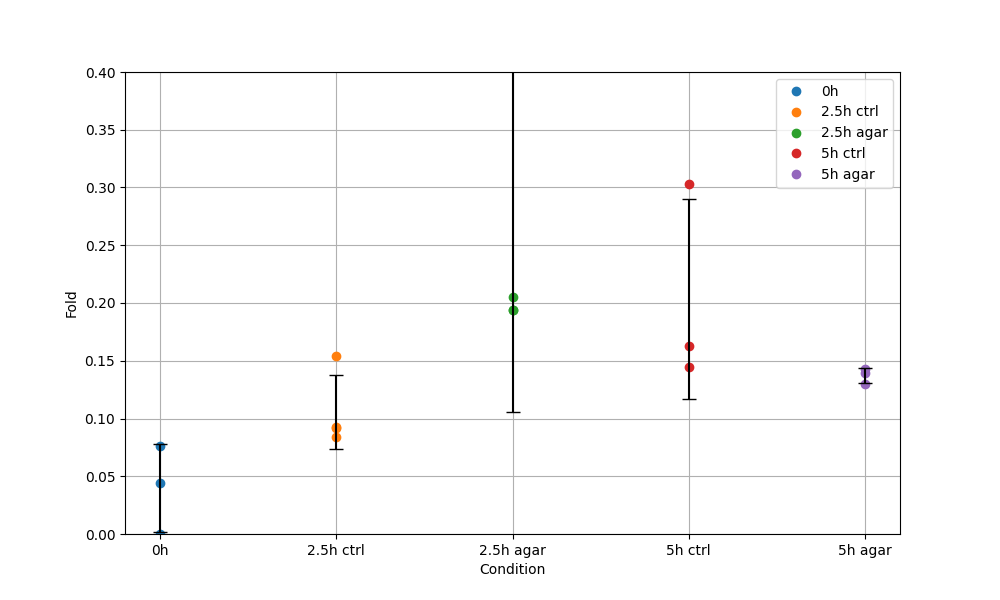 0.40
0.35
0.30
0.25
0.20
0.15
0.10
0.05
0.00
Fold
0h
2.5h ctrl
2.5h agar
5h ctrl
5h agar
0h
2.5h ctrl
2.5h agar
5h ctrl
5h agar
Condition